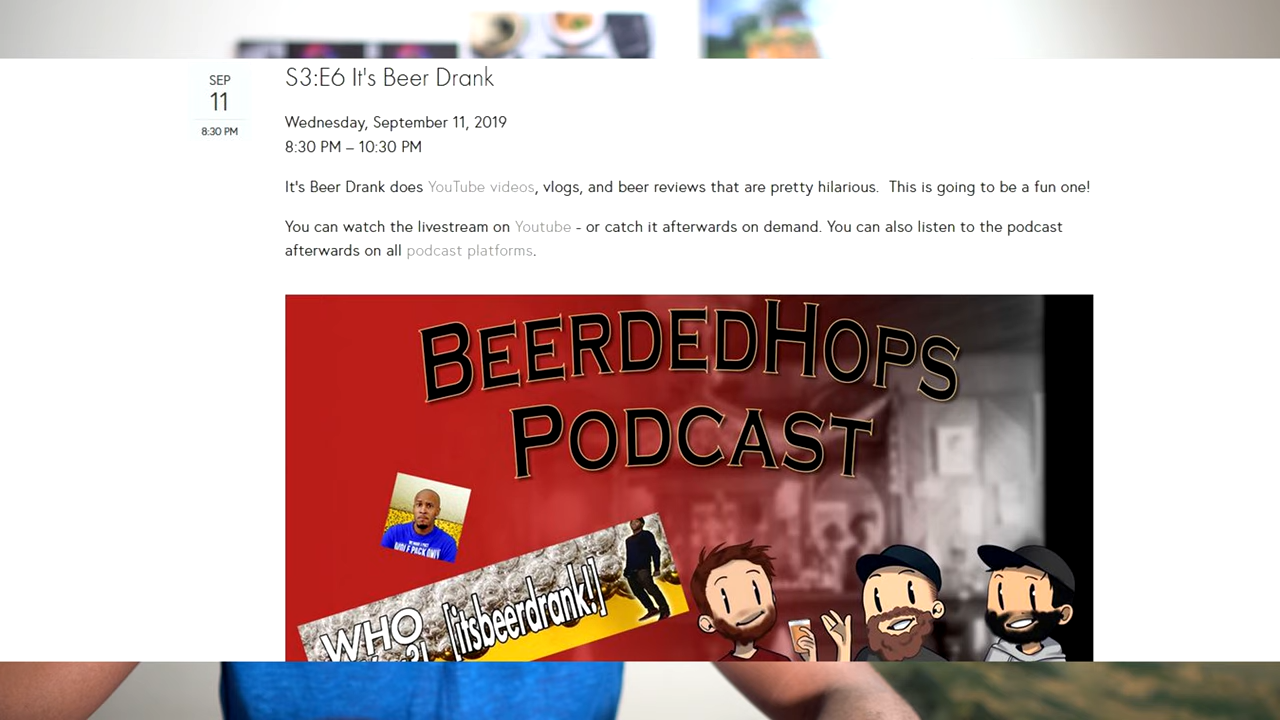 SEP
11
8:30 PM
S3:E6 It's Beer Drank
Wednesday, September 11, 2019
8:30 PM – 10:30 PM
It's Beer Drank does YouTube videos, vlogs, and beer reviews that are pretty hilarious. This is going to be a fun one!
You can watch the livestream on Youtube - or catch it afterwards on demand. You can also listen to the podcast
afterwards on all podcast platforms.
BEERDEDHOPS
PODCAST
WOLF PACK ONLY
WHO
[itsbeerdrank!]